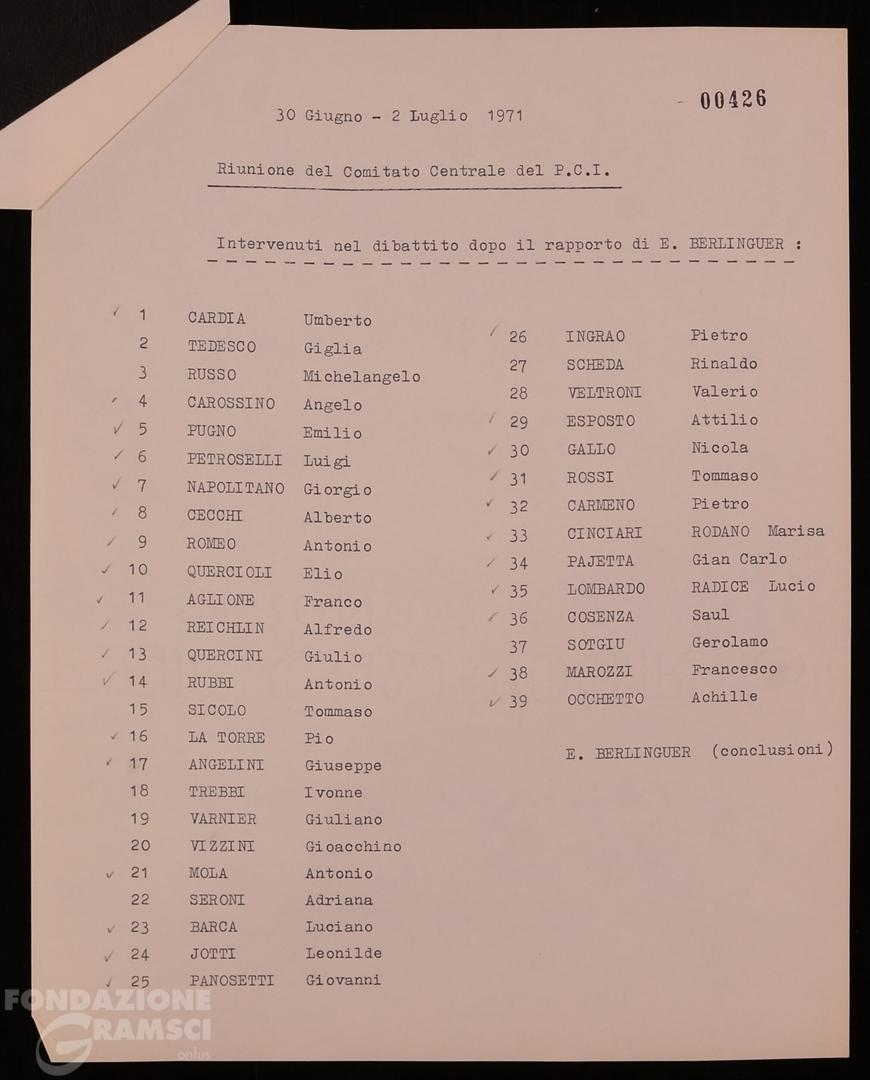 - 00426
30 Giugno - 2 Luglio 1971
Riunione del Comitato Centrale del P.C.I.
Intervenuti nel dibattito dopo il rapporto di E. BERLINGUER :
✓ 1 CARDIA Umberto
2 TEDESCO Giglia
3 RUSSO Michelangelo
✓ 4 CAROSSINO Angelo
✓ 5 PUGNO Emilio
✓ 6 PETROSELLI Luigi
✓ 7 NAPOLITANO Giorgio
✓ 8 CECCHI Alberto
✓ 9 ROMEO Antonio
✓ 10 QUERCIOLI Elio
✓ 11 AGLIONE Franco
✓ 12 REICHLIN Alfredo
✓ 13 QUERCINI Giulio
✓ 14 RUBBI Antonio
15 SICOLO Tommaso
✓ 16 LA TORRE Pio
✓ 17 ANGELINI Giuseppe
18 TREBBI Ivonne
19 VARNIER Giuliano
20 VIZZINI Gioacchino
✓ 21 MOLA Antonio
22 SERONI Adriana
✓ 23 BARCA Luciano
✓ 24 JOTTI Leonilde
✓ 25 PANOSETTI Giovanni
✓ 26 INGRAO Pietro
27 SCHEDA Rinaldo
28 VELTRONI Valerio
✓ 29 ESPOSTO Attilio
✓ 30 GALLO Nicola
✓ 31 ROSSI Tommaso
✓ 32 CARMENO Pietro
✓ 33 CINCIARI RODANO Marisa
✓ 34 PAJETTA Gian Carlo
✓ 35 LOMBARDO RADICE Lucio
✓ 36 COSENZA Saul
37 SOTGIU Gerolamo
✓ 38 MAROZZI Francesco
✓ 39 OCCHETTO Achille
E. BERLINGUER (conclusioni)
FONDAZIONE
GRAMSCI
onlus